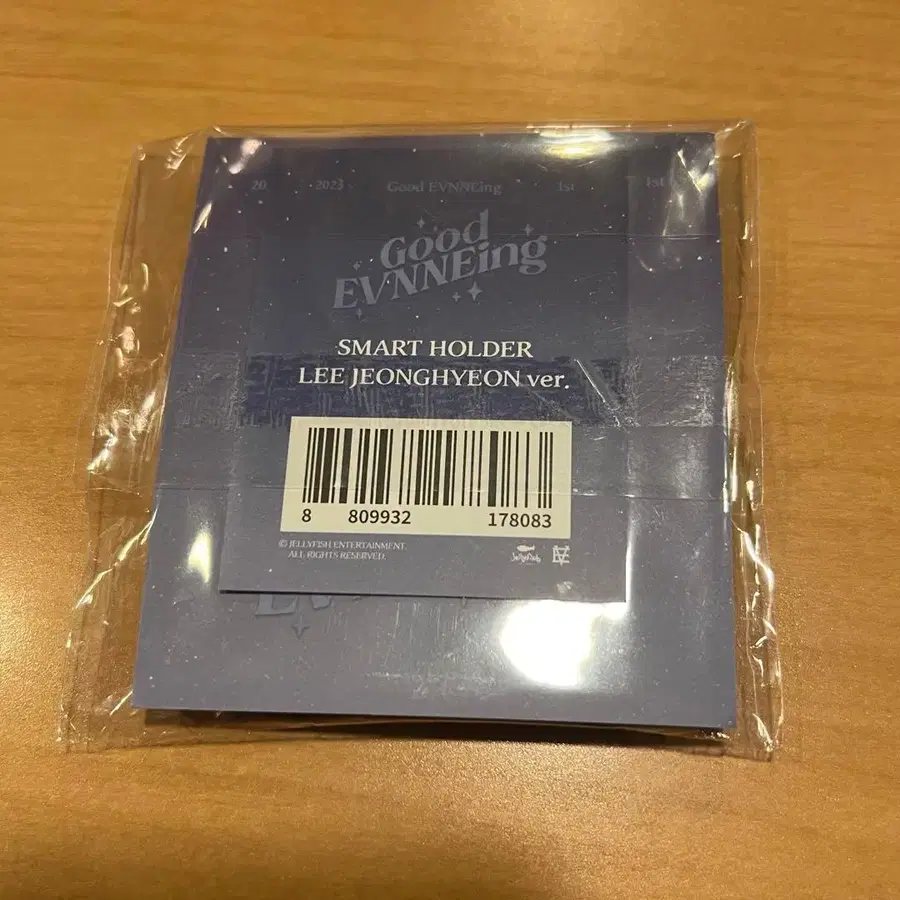 20 2023 Good EVNNEing 1st 1st
Good
EVNNEing
SMART HOLDER
LEE JEONGHYEON ver.
8 809932 178083
© JELLYFISH ENTERTAINMENT.
ALL RIGHTS RESERVED.
Jellyfish